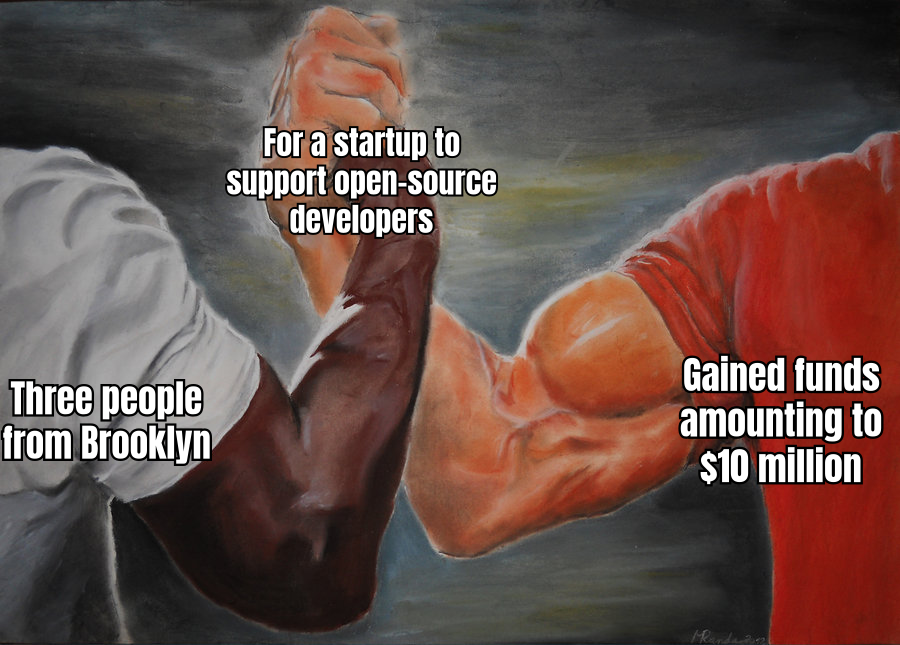 For a startup to
support open-source
developers
Three people
from Brooklyn
Gained funds
amounting to
$10 million